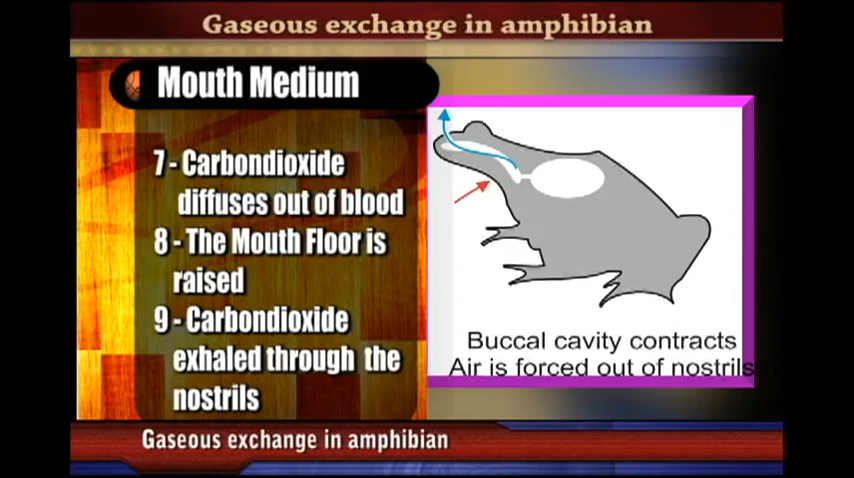 Gaseous exchange in amphibian
Mouth Medium
7 - Carbondioxide
diffuses out of blood
8 - The Mouth Floor is
raised
9 - Carbondioxide
exhaled through the
nostrils
Buccal cavity contracts
Air is forced out of nostrils
Gaseous exchange in amphibian